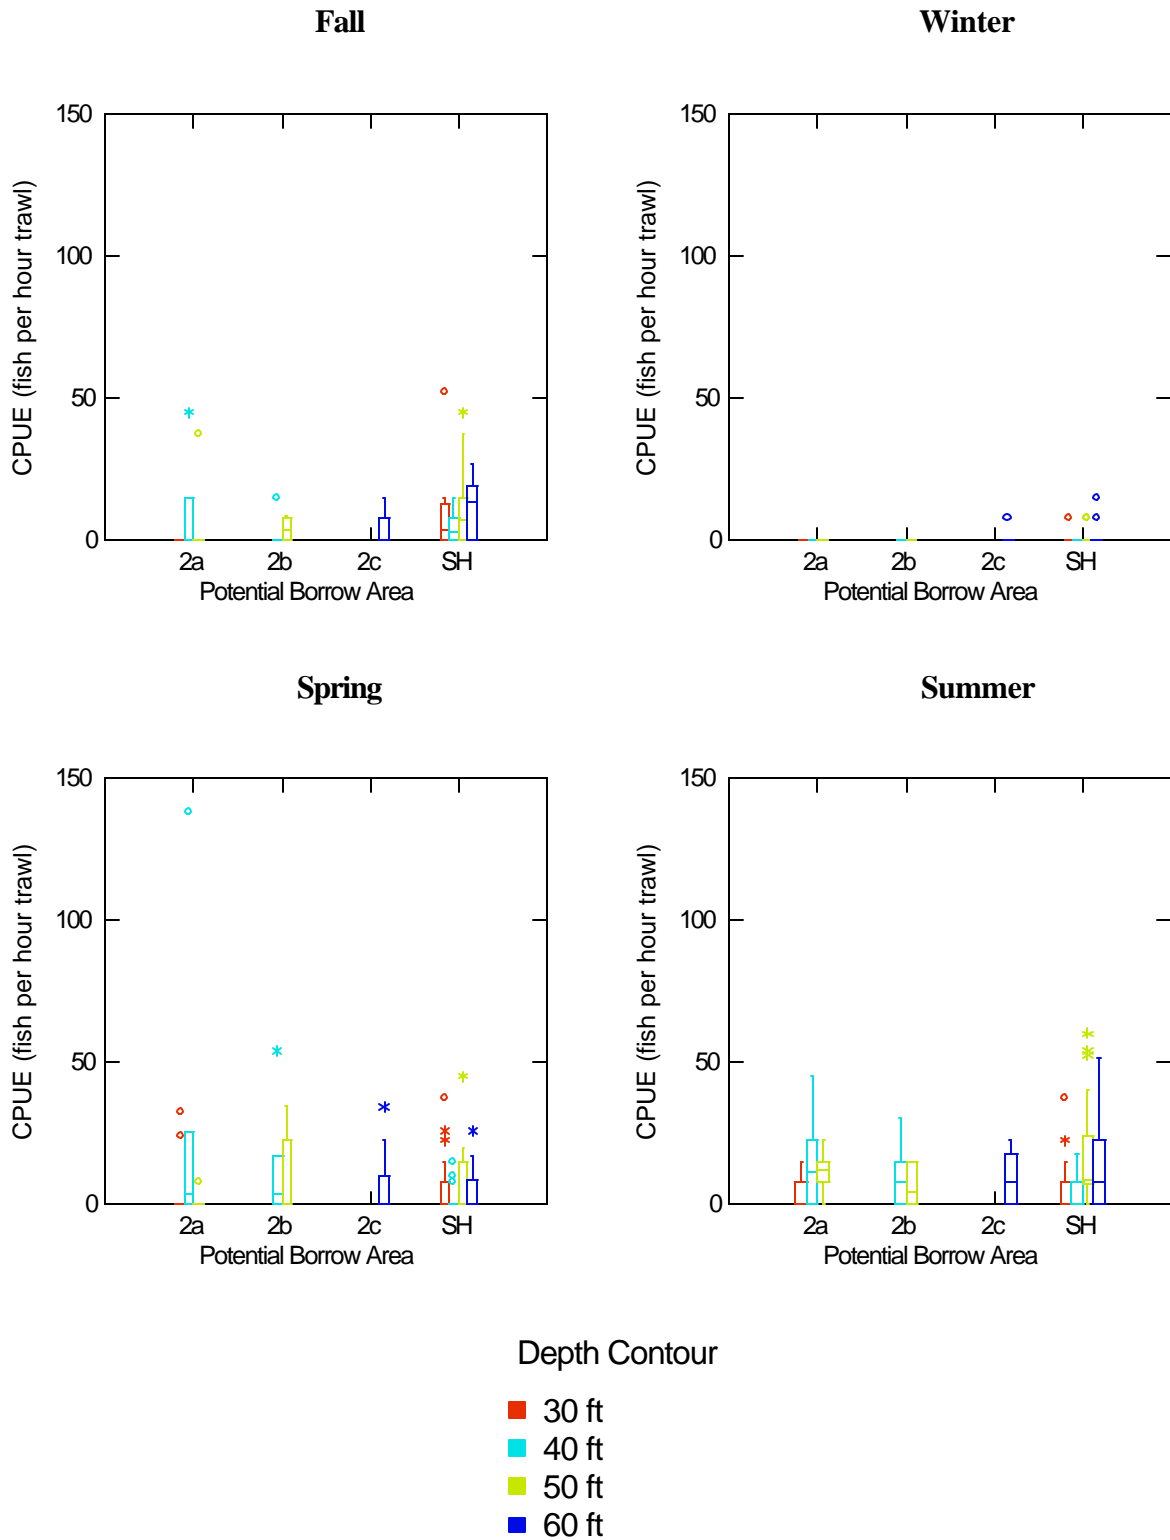 Fall
Winter
150
100
50
0
CPUE (fish per hour trawl)
2a 2b 2c SH
Potential Borrow Area
150
100
50
0
CPUE (fish per hour trawl)
2a 2b 2c SH
Potential Borrow Area
Spring
Summer
150
100
50
0
CPUE (fish per hour trawl)
2a 2b 2c SH
Potential Borrow Area
150
100
50
0
CPUE (fish per hour trawl)
2a 2b 2c SH
Potential Borrow Area
Depth Contour
30 ft
40 ft
50 ft
60 ft